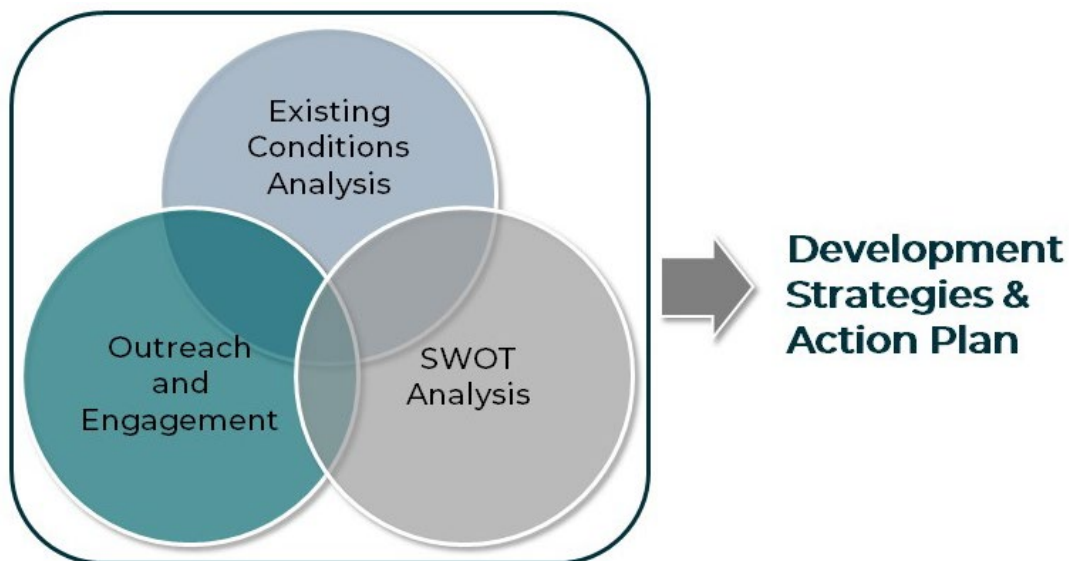 Existing
Conditions
Analysis
Outreach
and
Engagement
SWOT
Analysis
Development
Strategies &
Action Plan